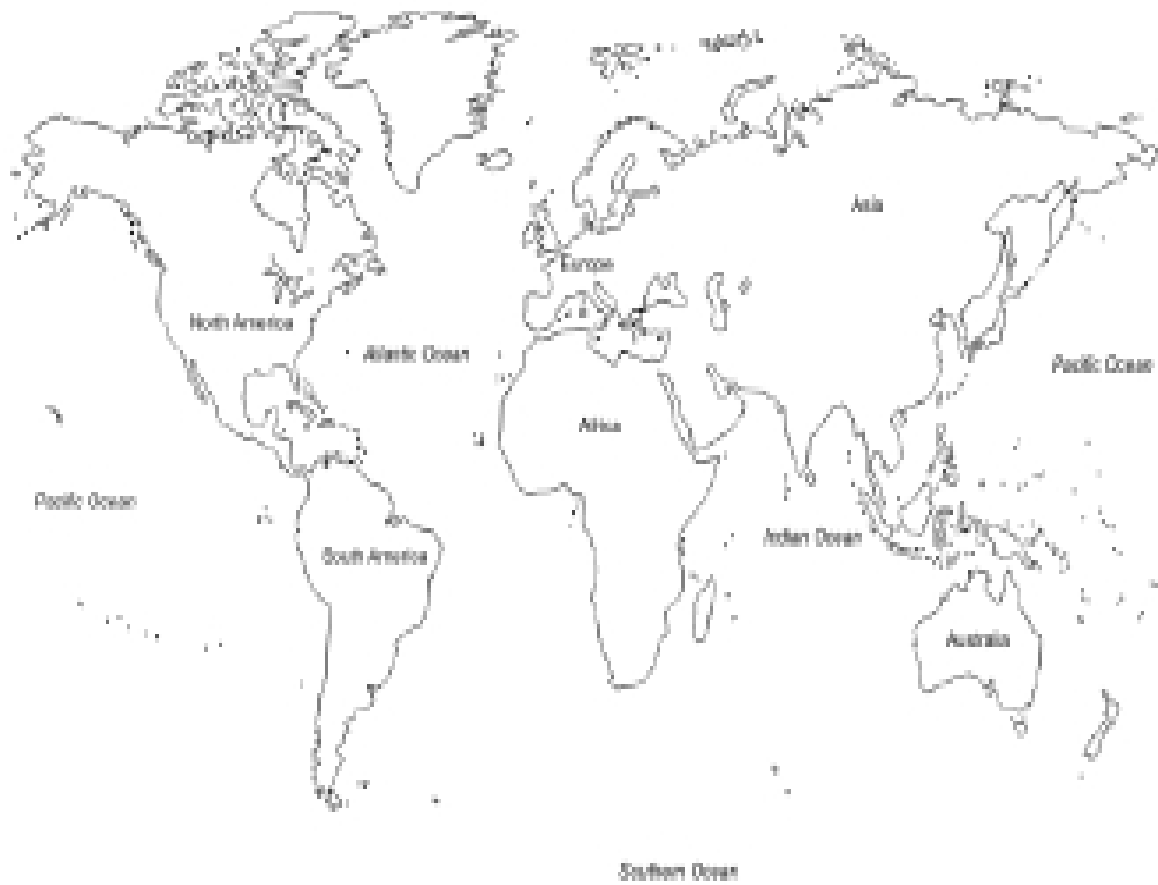 Asia
Europe
North America
Atlantic Ocean
Pacific Ocean
Africa
Pacific Ocean
Indian Ocean
South America
Australia
Southern Ocean